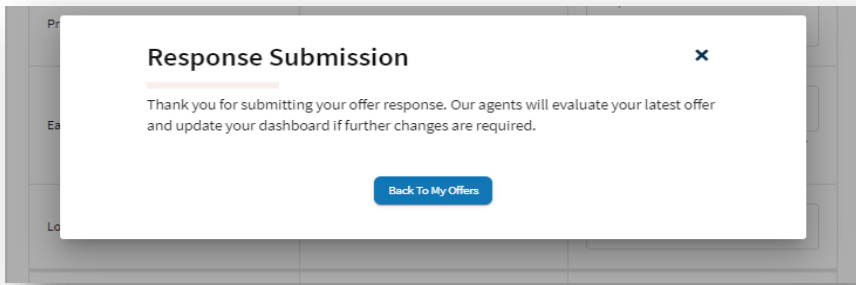 Response Submission
Thank you for submitting your offer response. Our agents will evaluate your latest offer
and update your dashboard if further changes are required.
Back To My Offers